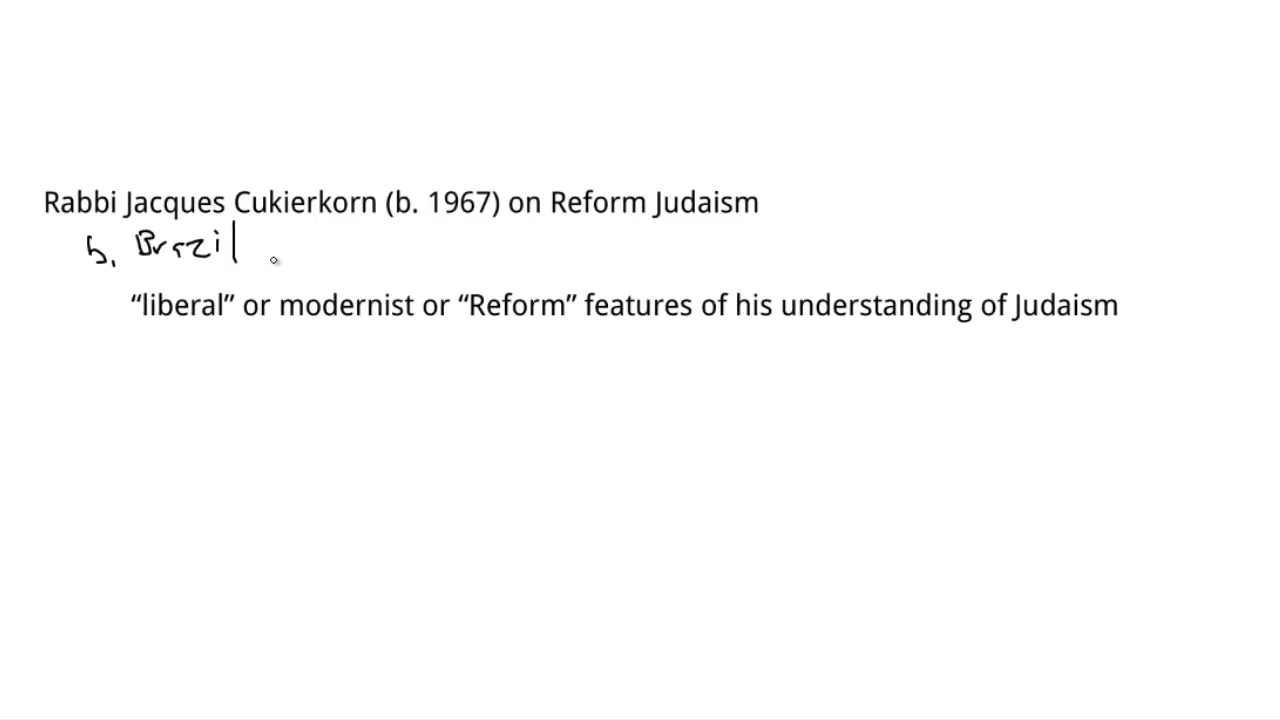 Rabbi Jacques Cukierkorn (b. 1967) on Reform Judaism
b. Brazil
“liberal” or modernist or “Reform” features of his understanding of Judaism